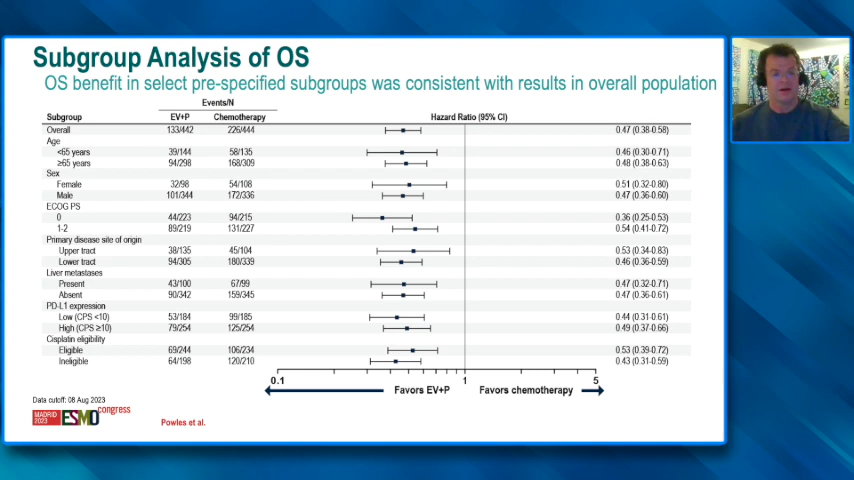 Subgroup Analysis of OS
OS benefit in select pre-specified subgroups was consistent with results in overall population
Events/N
Subgroup EV+P Chemotherapy Hazard Ratio (95% CI)
Overall 133/442 226/444 0.47 (0.38-0.58)
Age
<65 years 39/144 58/135 0.46 (0.30-0.71)
≥65 years 94/298 168/309 0.48 (0.38-0.63)
Sex
Female 32/98 54/108 0.51 (0.32-0.80)
Male 101/344 172/336 0.47 (0.36-0.60)
ECOG PS
0 44/223 94/215 0.36 (0.25-0.53)
1-2 89/219 131/227 0.54 (0.41-0.72)
Primary disease site of origin
Upper tract 38/135 45/104 0.53 (0.34-0.83)
Lower tract 94/305 180/339 0.46 (0.36-0.59)
Liver metastases
Present 43/100 67/99 0.47 (0.32-0.71)
Absent 90/342 159/345 0.47 (0.36-0.61)
PD-L1 expression
Low (CPS <10) 53/184 99/185 0.44 (0.31-0.61)
High (CPS ≥10) 79/254 125/254 0.49 (0.37-0.66)
Cisplatin eligibility
Eligible 69/244 106/234 0.53 (0.39-0.72)
Ineligible 64/198 120/210 0.43 (0.31-0.59)
0.1 1 5
Favors EV+P Favors chemotherapy
Data cutoff: 08 Aug 2023
MADRID 2023 ESMO congress
Powles et al.